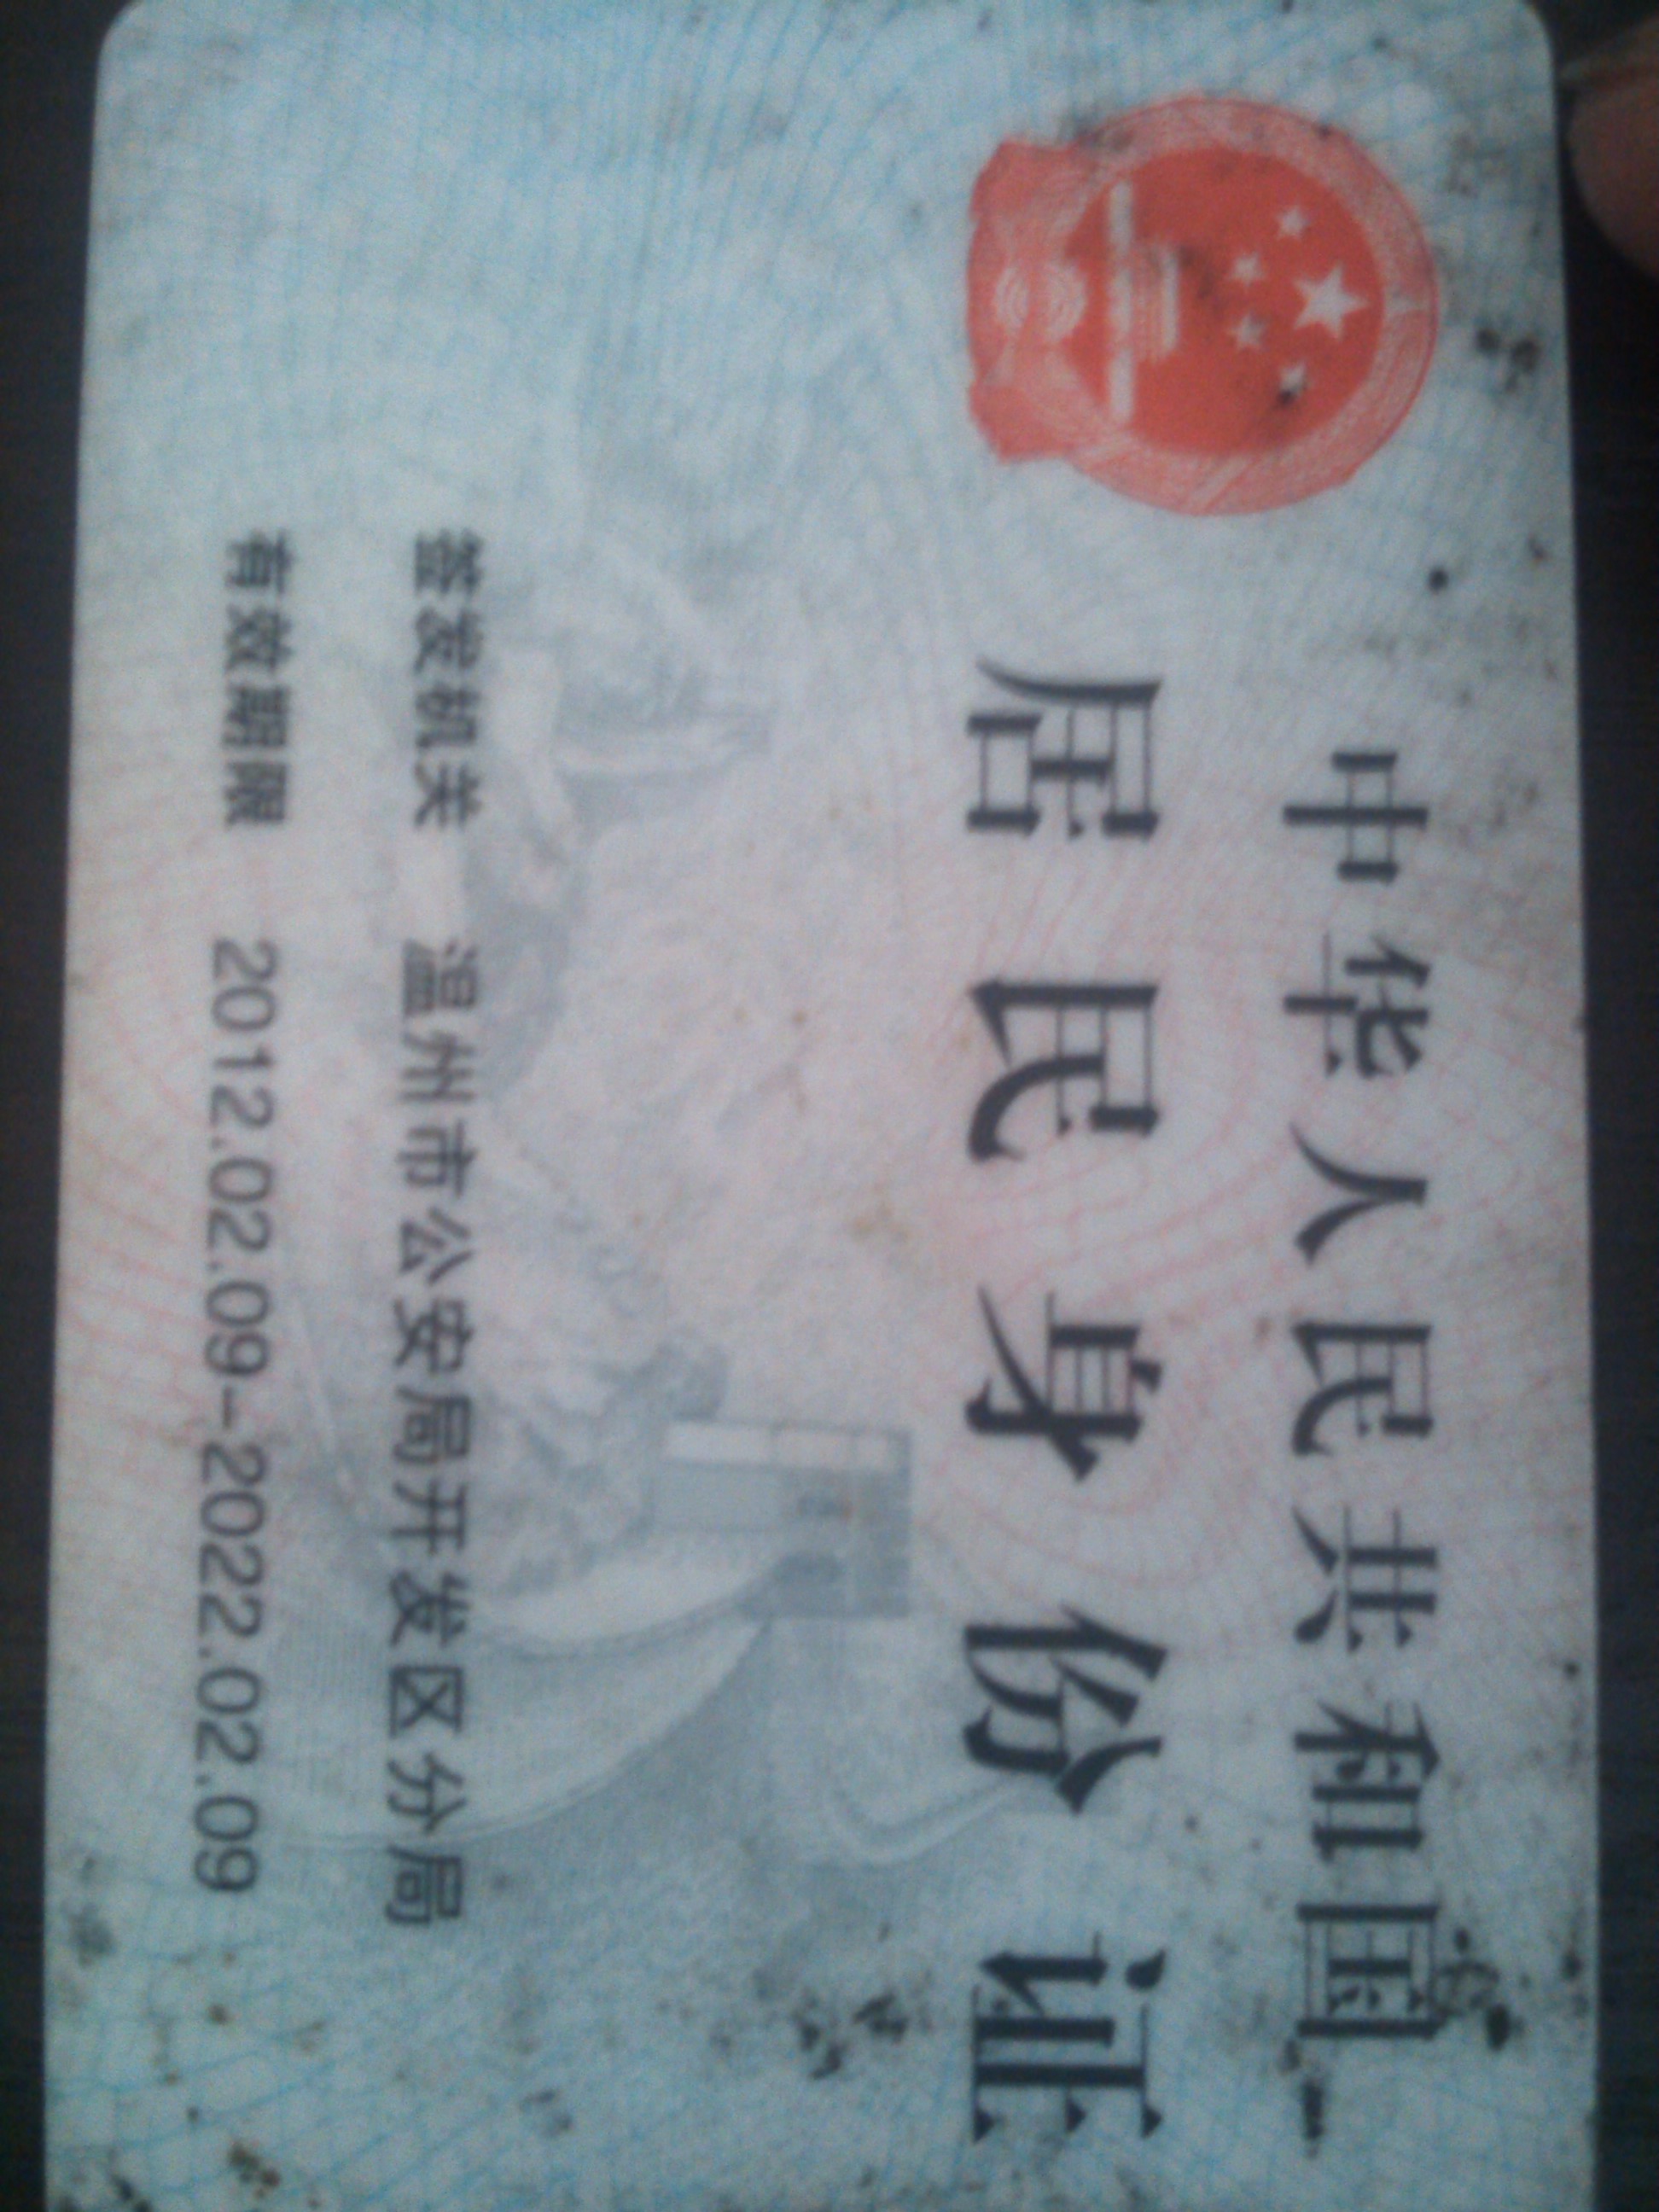 中华人民共和国
居民身份证
签发机关 温州市公安局开发区分局
有效期限 2012.02.09-2022.02.09